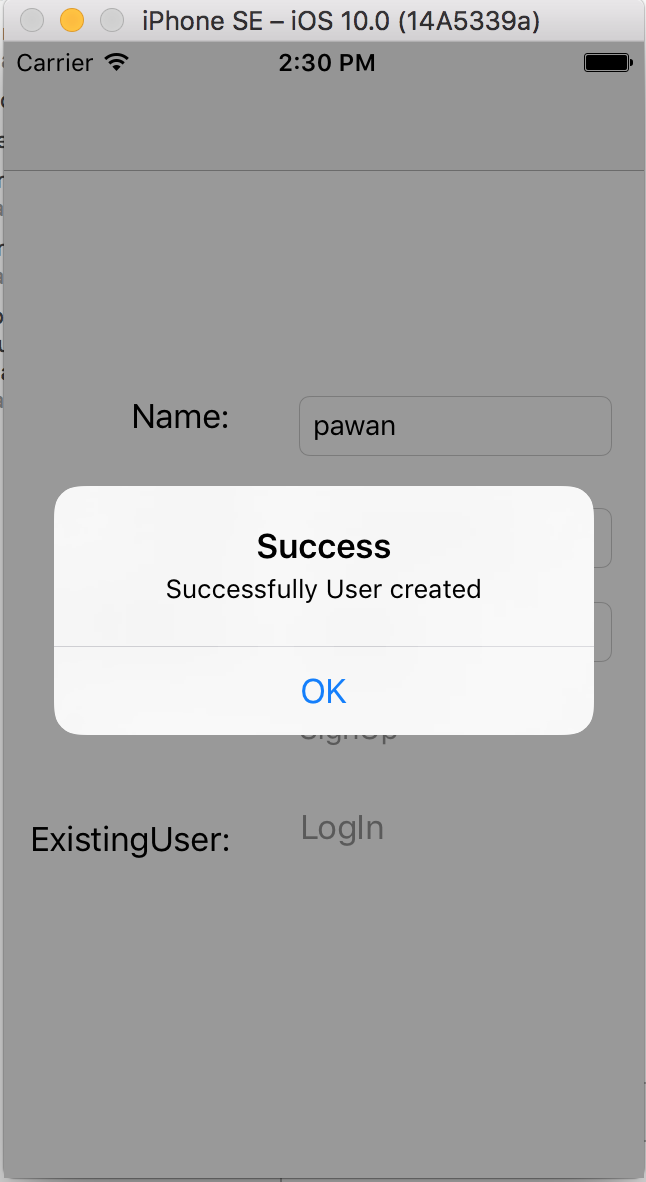 iPhone SE – iOS 10.0 (14A5339a)
Carrier 2:30 PM
Name: pawan
Success
Successfully User created
OK
SignUp
ExistingUser: LogIn